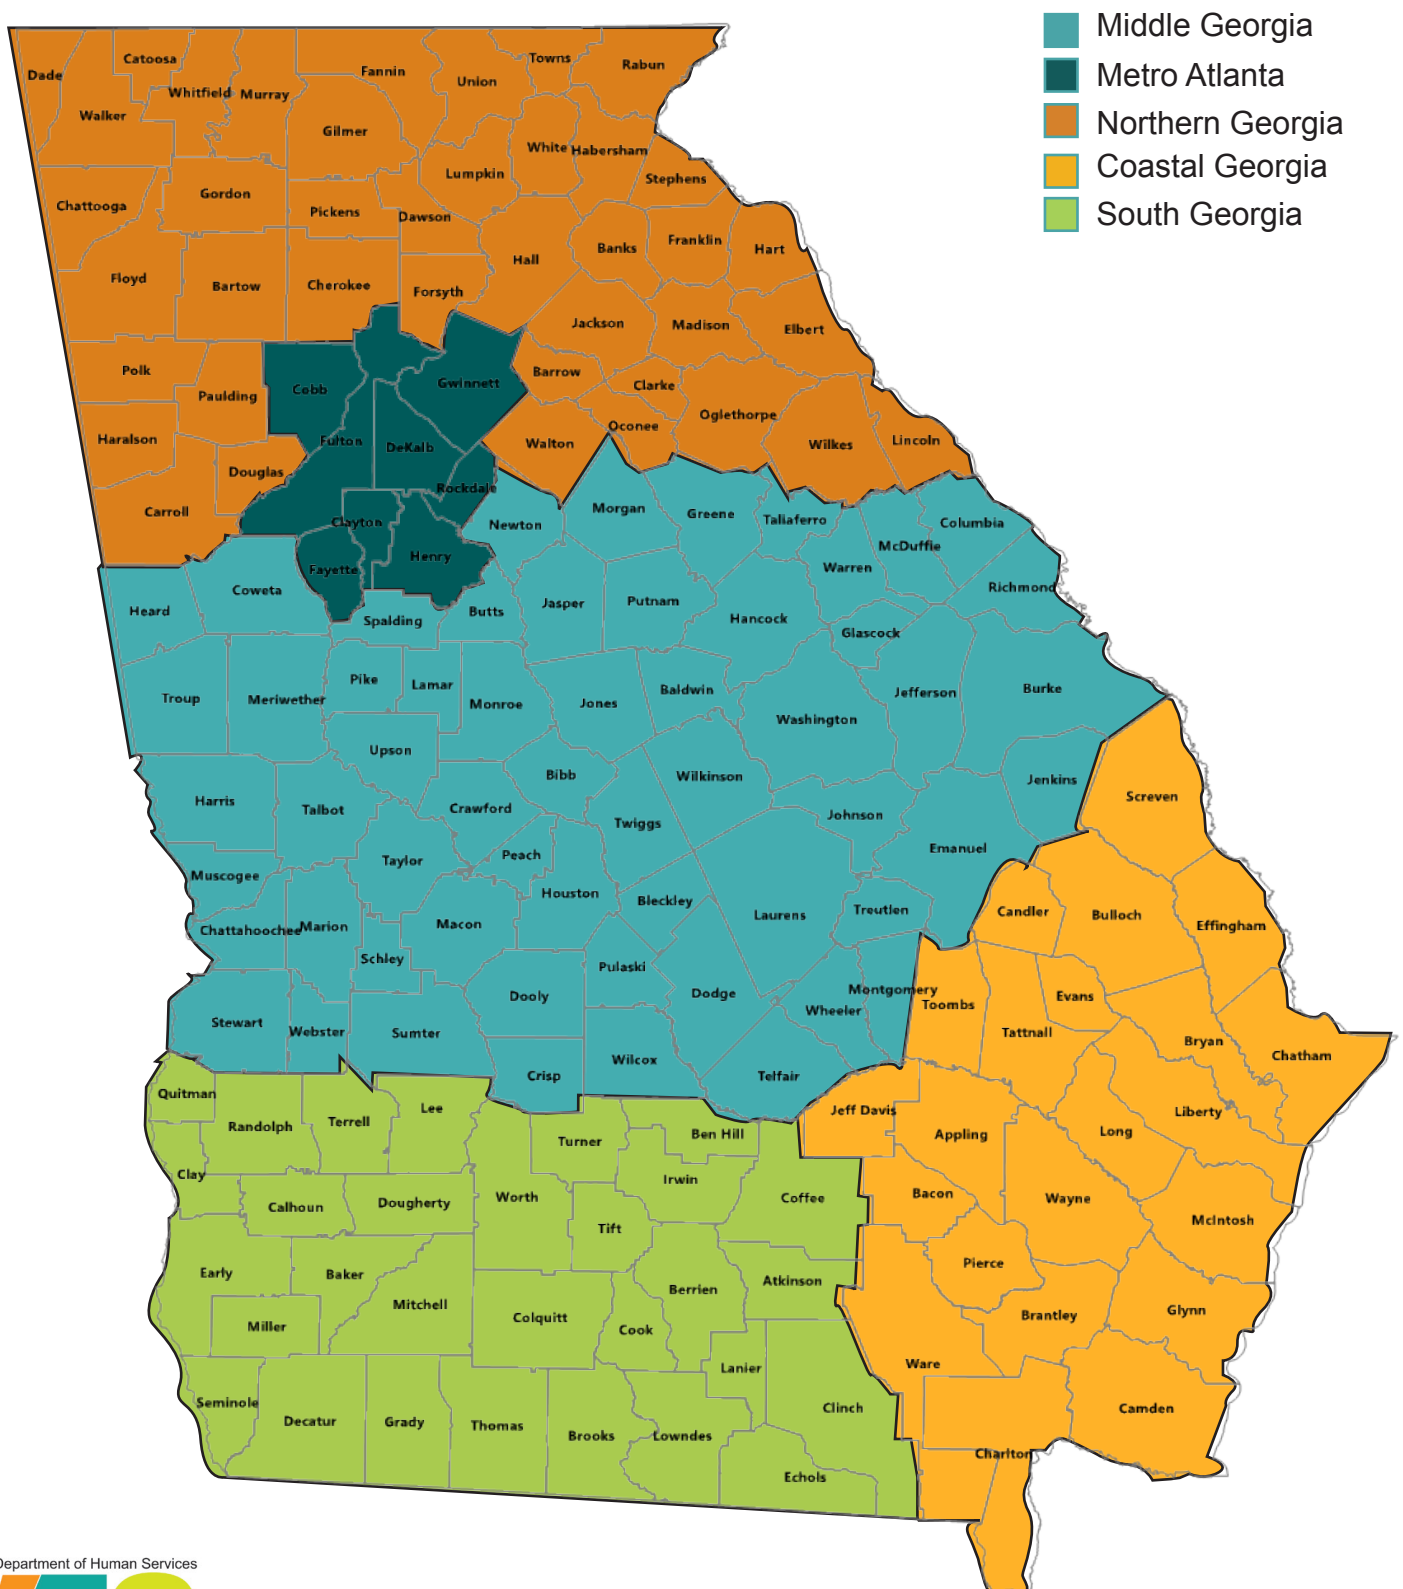 Middle Georgia
Metro Atlanta
Northern Georgia
Coastal Georgia
South Georgia
Dade
Catoosa
Whitfield
Murray
Fannin
Union
Towns
Rabun
Walker
Gilmer
White
Habersham
Lumpkin
Stephens
Chattooga
Gordon
Pickens
Dawson
Banks
Franklin
Hart
Hall
Floyd
Bartow
Cherokee
Forsyth
Jackson
Madison
Elbert
Polk
Paulding
Cobb
Gwinnett
Barrow
Clarke
Oglethorpe
Haralson
Fulton
DeKalb
Walton
Oconee
Wilkes
Lincoln
Douglas
Rockdale
Carroll
Clayton
Newton
Morgan
Greene
Taliaferro
Columbia
McDuffie
Fayette
Henry
Warren
Richmond
Heard
Coweta
Spalding
Butts
Jasper
Putnam
Hancock
Glascock
Troup
Meriwether
Pike
Lamar
Monroe
Jones
Baldwin
Washington
Jefferson
Burke
Upson
Bibb
Wilkinson
Jenkins
Screven
Harris
Talbot
Crawford
Twiggs
Johnson
Emanuel
Muscogee
Taylor
Peach
Houston
Bleckley
Laurens
Treutlen
Candler
Bulloch
Effingham
Chattahoochee
Marion
Macon
Schley
Pulaski
Dooly
Dodge
Wheeler
Montgomery
Toombs
Evans
Tattnall
Bryan
Chatham
Stewart
Webster
Sumter
Crisp
Wilcox
Telfair
Quitman
Randolph
Terrell
Lee
Turner
Ben Hill
Jeff Davis
Appling
Long
Liberty
Clay
Calhoun
Dougherty
Worth
Irwin
Tift
Coffee
Bacon
Wayne
McIntosh
Early
Baker
Mitchell
Berrien
Atkinson
Pierce
Miller
Colquitt
Cook
Brantley
Glynn
Lanier
Ware
Seminole
Decatur
Grady
Thomas
Brooks
Lowndes
Clinch
Camden
Echols
Charlton
Department of Human Services